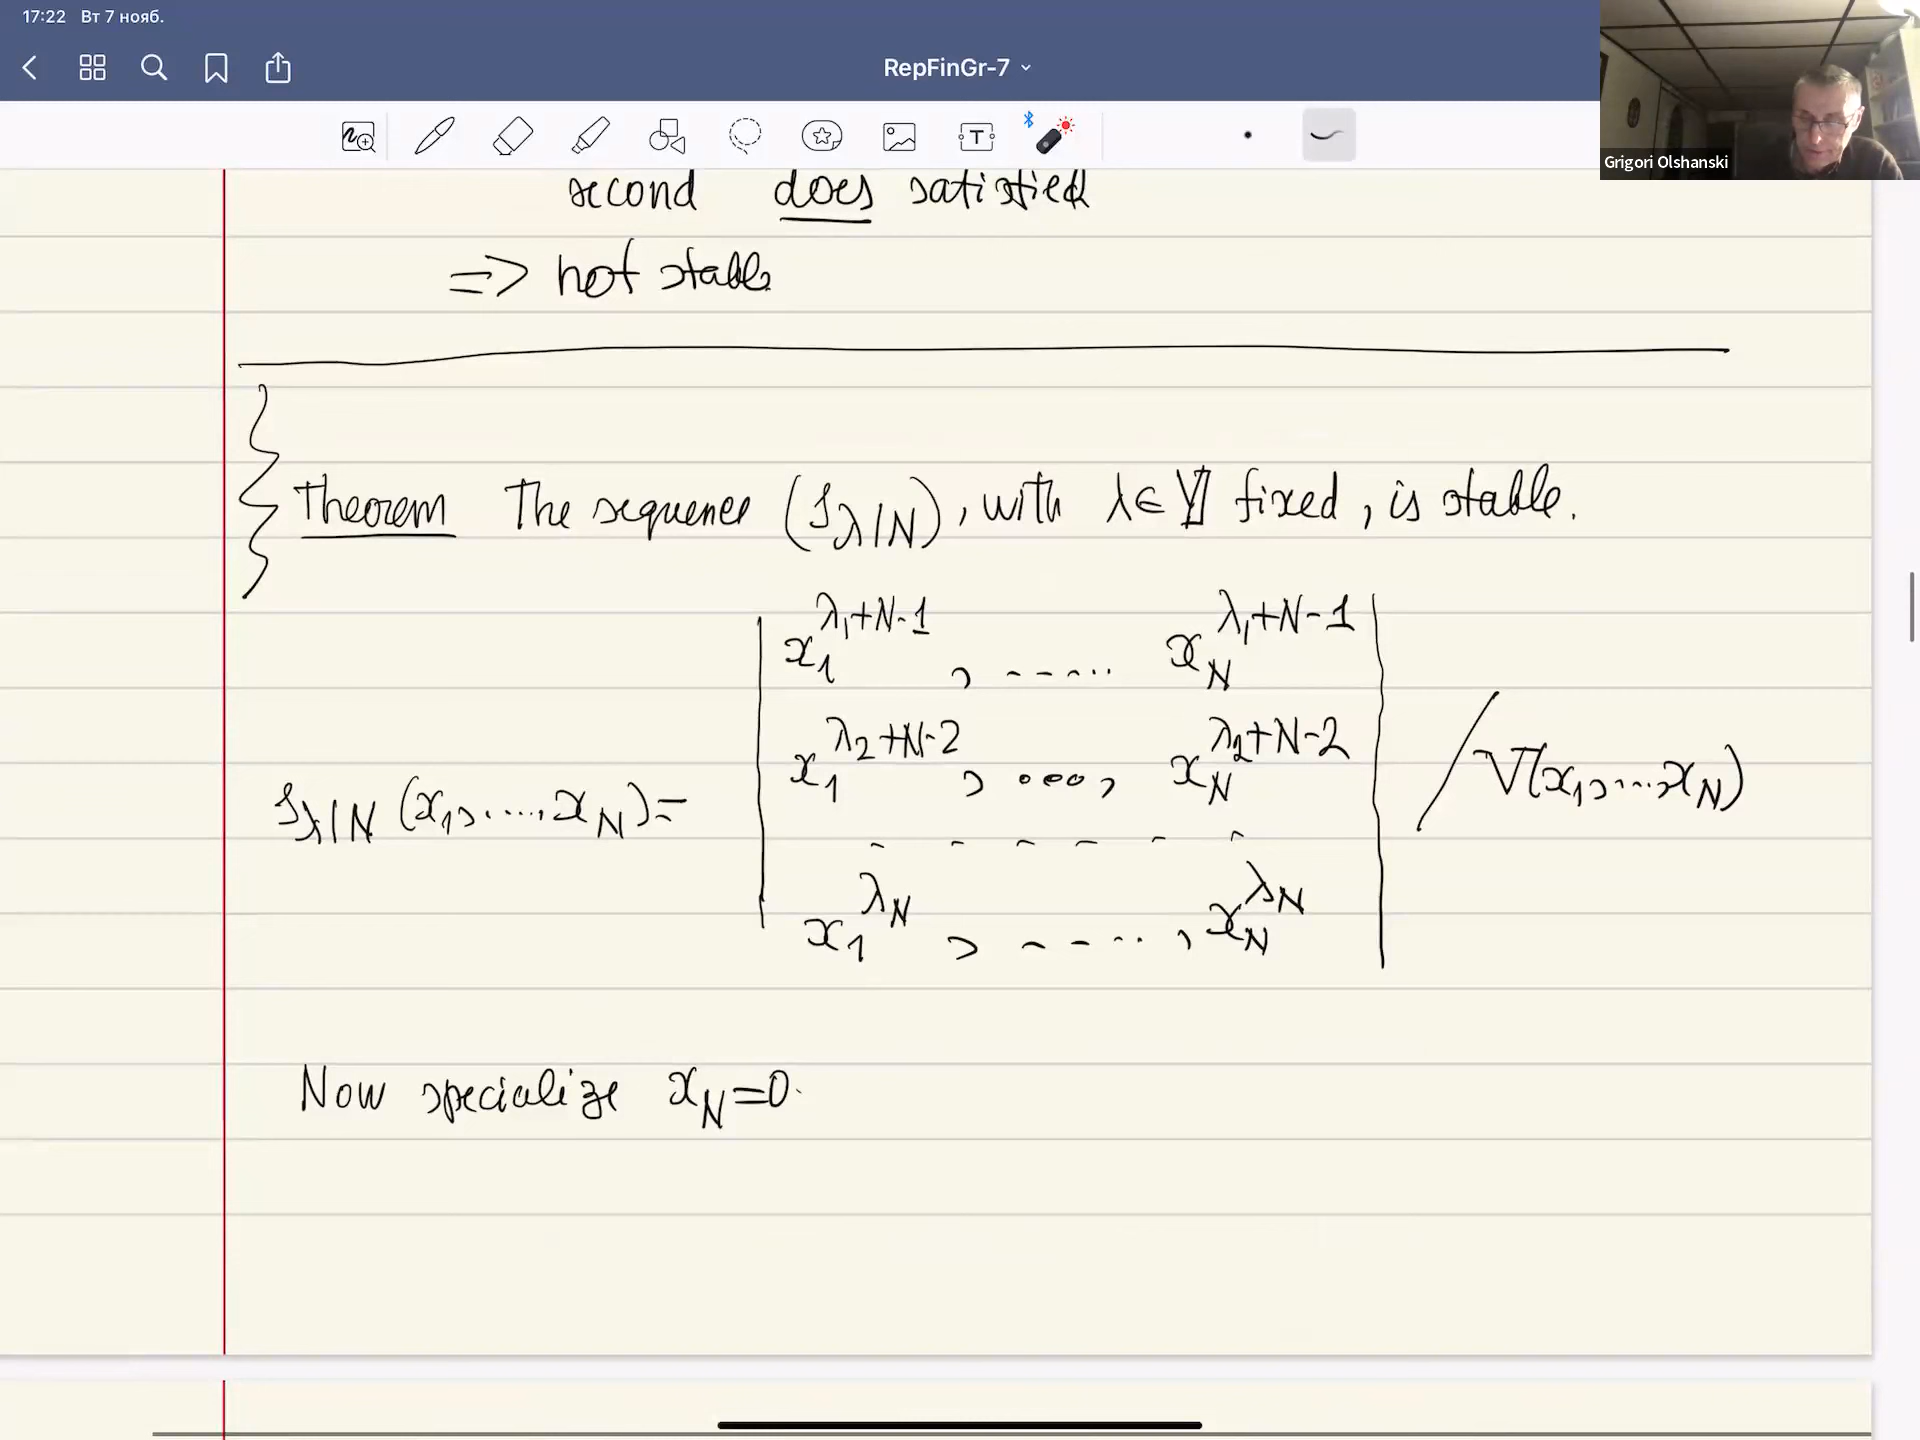 17:22 Вт 7 нояб.
RepFinGr-7
Grigori Olshanski
second does satisfied
=> not stable
Theorem The sequence (s_{λ|N}), with λ∈𝕐 fixed, is stable.
x_1^{λ_1+N-1}, ..... x_N^{λ_1+N-1}
x_1^{λ_2+N-2}, ...., x_N^{λ_2+N-2}
s_{λ|N}(x_1,....,x_N)= / V(x_1,...,x_N)
- - - - - -
x_1^{λ_N}, ....., x_N^{λ_N}
Now specialize x_N=0.